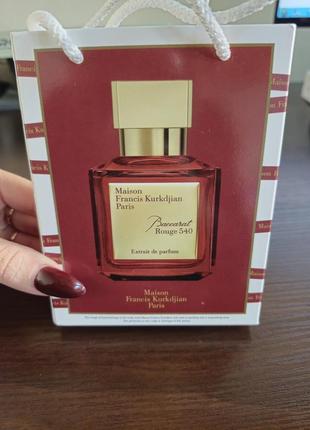 Maison
Francis Kurkdjian
Paris
Baccarat
Rouge 540
Extrait de parfum
Maison
Francis Kurkdjian
Paris